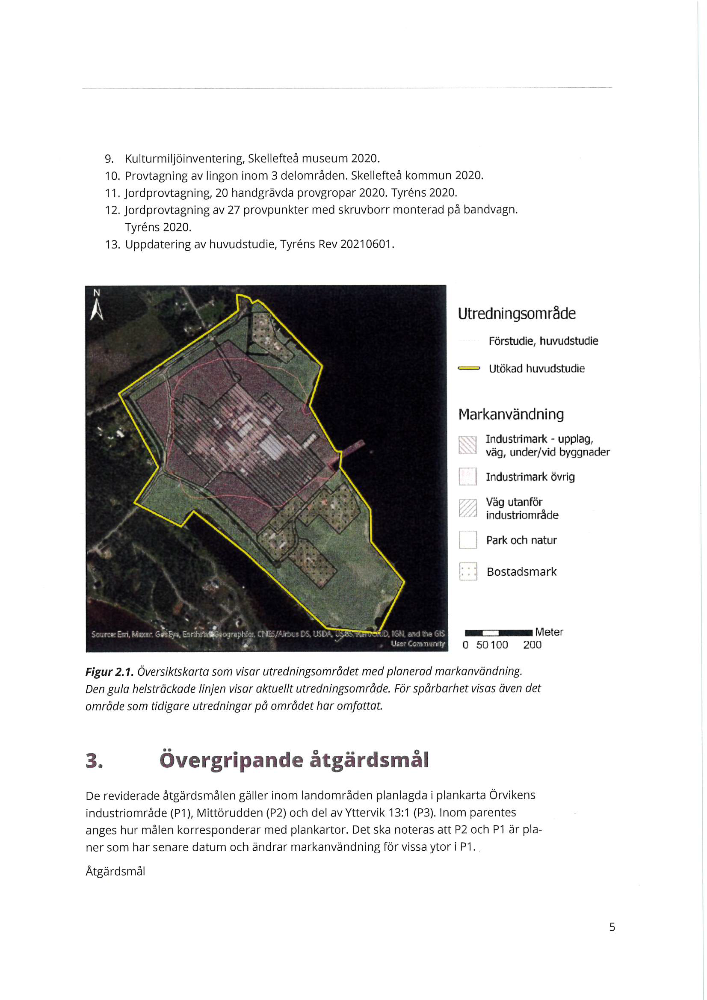 9. Kulturmiljöinventering, Skellefteå museum 2020.
10. Provtagning av lingon inom 3 delområden. Skellefteå kommun 2020.
11. Jordprovtagning, 20 handgrävda provgropar 2020. Tyréns 2020.
12. Jordprovtagning av 27 provpunkter med skruvborr monterad på bandvagn.
Tyréns 2020.
13. Uppdatering av huvudstudie, Tyréns Rev 20210601.
N
Source: Esri, Maxar, GeoEye, Earthstar Geographics, CNES/Airbus DS, USDA, USGS, AeroGRID, IGN, and the GIS
User Community
Utredningsområde
Förstudie, huvudstudie
Utökad huvudstudie
Markanvändning
Industrimark - upplag,
väg, under/vid byggnader
Industrimark övrig
Väg utanför
industriområde
Park och natur
Bostadsmark
Meter
0 50 100 200
Figur 2.1. Översiktskarta som visar utredningsområdet med planerad markanvändning.
Den gula helsträckade linjen visar aktuellt utredningsområde. För spårbarhet visas även det
område som tidigare utredningar på området har omfattat.
3. Övergripande åtgärdsmål
De reviderade åtgärdsmålen gäller inom landområden planlagda i plankarta Örvikens
industriområde (P1), Mittörudden (P2) och del av Yttervik 13:1 (P3). Inom parentes
anges hur målen korresponderar med plankartor. Det ska noteras att P2 och P1 är pla-
ner som har senare datum och ändrar markanvändning för vissa ytor i P1.
Åtgärdsmål
5